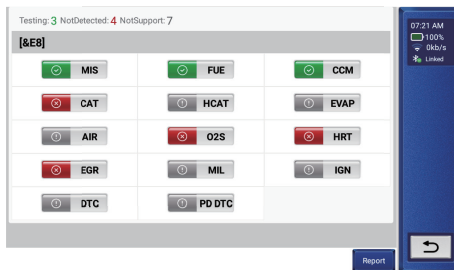 Testing: 3 NotDetected: 4 NotSupport: 7
[&E8]
MIS FUE CCM
CAT HCAT EVAP
AIR O2S HRT
EGR MIL IGN
DTC PD DTC
Report
07:21 AM
100%
0kb/s
Linked